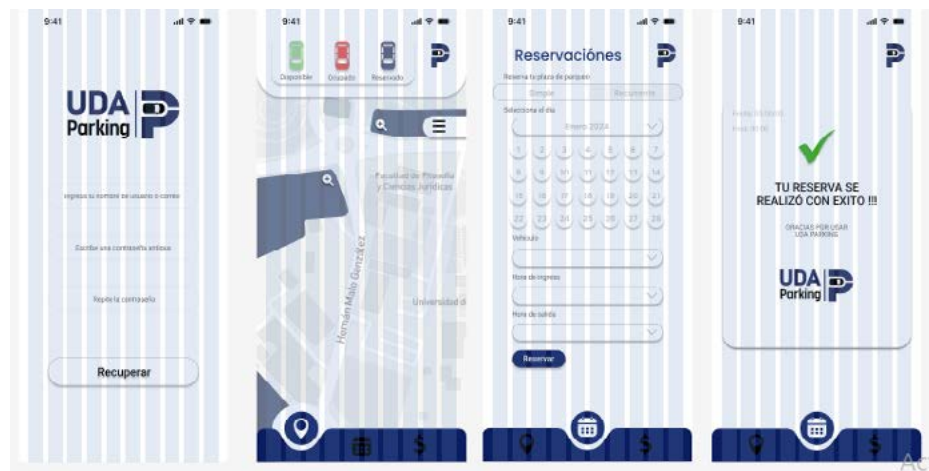 9:41
UDA
Parking
Ingresa tu nombre de usuario o correo
Escribe una contraseña antigua
Repite la contraseña
Recuperar
9:41
Disponible
Ocupado
Reservado
Facultad de Filosofía
y Ciencias Jurídicas
Hernán Malo González
Universidad d
9:41
Reservaciónes
Reserva tu plaza de parqueo
Simple
Recurrente
Selecciona el día
Enero 2024
1 2 3 4 5 6 7
8 9 10 11 12 13 14
15 16 17 18 19 20 21
22 23 24 25 26 27 28
Vehículo
Hora de ingreso
Hora de salida
Reservar
9:41
TU RESERVA SE
REALIZÓ CON EXITO !!!
GRACIAS POR USAR
UDA PARKING
UDA
Parking
Ac